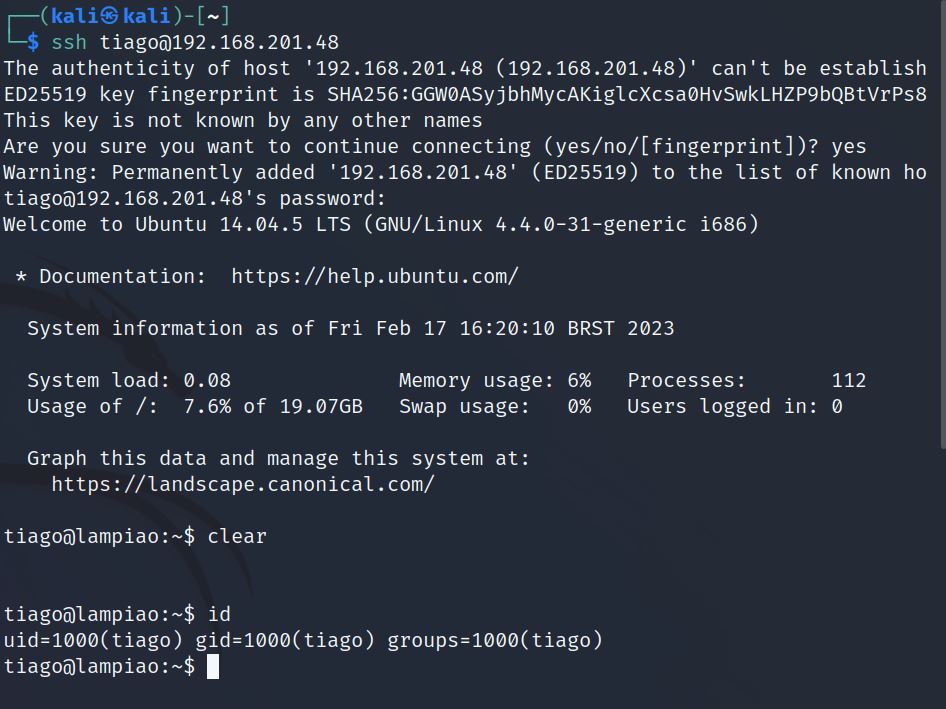 ┌──(kali㉿kali)-[~]
└─$ ssh tiago@192.168.201.48
The authenticity of host '192.168.201.48 (192.168.201.48)' can't be establish
ED25519 key fingerprint is SHA256:GGW0ASyjbhMycAKiglcXcsa0HvSwkLHZP9bQBtVrPs8
This key is not known by any other names
Are you sure you want to continue connecting (yes/no/[fingerprint])? yes
Warning: Permanently added '192.168.201.48' (ED25519) to the list of known ho
tiago@192.168.201.48's password:
Welcome to Ubuntu 14.04.5 LTS (GNU/Linux 4.4.0-31-generic i686)
* Documentation:  https://help.ubuntu.com/
System information as of Fri Feb 17 16:20:10 BRST 2023
System load: 0.08 Memory usage: 6% Processes: 112
Usage of /: 7.6% of 19.07GB Swap usage: 0% Users logged in: 0
Graph this data and manage this system at:
https://landscape.canonical.com/
tiago@lampiao:~$ clear
tiago@lampiao:~$ id
uid=1000(tiago) gid=1000(tiago) groups=1000(tiago)
tiago@lampiao:~$